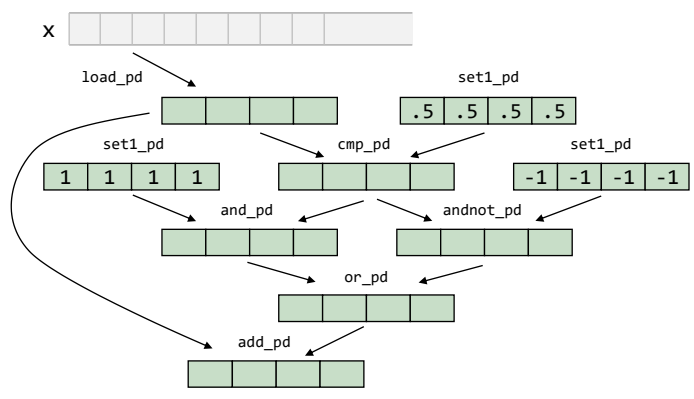 x
load_pd
set1_pd
.5 .5 .5 .5
set1_pd
cmp_pd
set1_pd
1 1 1 1
-1 -1 -1 -1
and_pd
andnot_pd
or_pd
add_pd